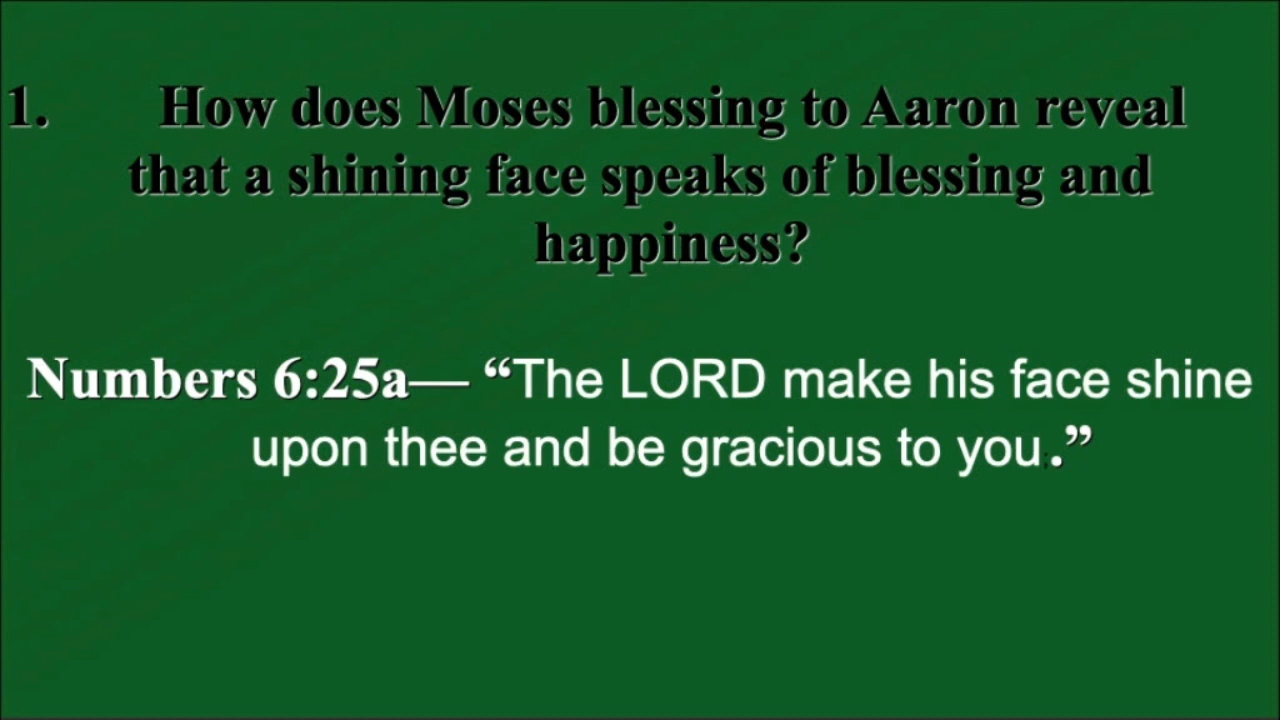 1. How does Moses blessing to Aaron reveal
that a shining face speaks of blessing and
happiness?
Numbers 6:25a— “The LORD make his face shine
upon thee and be gracious to you;.”